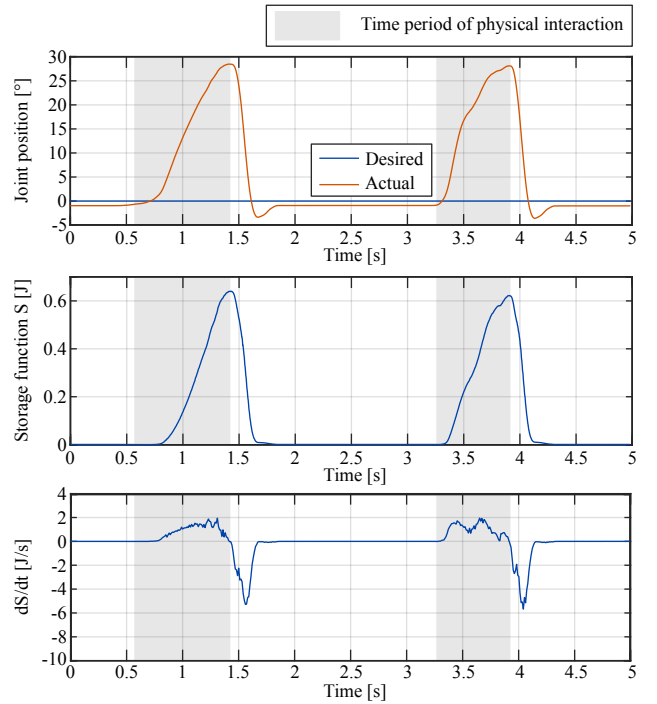 Time period of physical interaction
Joint position [°]
30
25
20
15
10
5
0
-5
Desired
Actual
0 0.5 1 1.5 2 2.5 3 3.5 4 4.5 5
Time [s]
Storage function S [J]
0.6
0.4
0.2
0
0 0.5 1 1.5 2 2.5 3 3.5 4 4.5 5
Time [s]
dS/dt [J/s]
4
2
0
-2
-4
-6
-8
-10
0 0.5 1 1.5 2 2.5 3 3.5 4 4.5 5
Time [s]